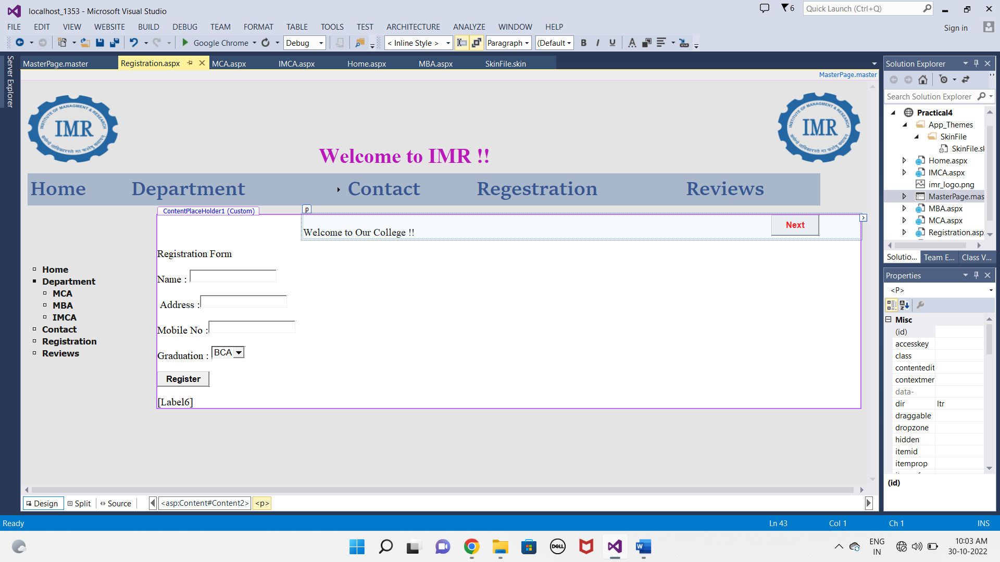 localhost_1353 - Microsoft Visual Studio
6
Quick Launch (Ctrl+Q)
FILE EDIT VIEW WEBSITE BUILD DEBUG TEAM FORMAT TABLE TOOLS TEST ARCHITECTURE ANALYZE WINDOW HELP
Sign in
Google Chrome Debug < Inline Style > Paragraph (Default B I U A
Server Explorer
MasterPage.master Registration.aspx MCA.aspx IMCA.aspx Home.aspx MBA.aspx SkinFile.skin
MasterPage.master
INSTITUTE OF MANAGMENT & RESEARCH
IMR
INSTITUTE OF MANAGMENT & RESEARCH
IMR
Welcome to IMR !!
Home Department Contact Regestration Reviews
ContentPlaceHolder1 (Custom)
p
Welcome to Our College !!
Next
Registration Form
Name :
Address :
Mobile No :
Graduation : BCA
Register
[Label6]
Home
Department
MCA
MBA
IMCA
Contact
Registration
Reviews
Design Split Source <asp:Content#Content2> <p>
Solution Explorer
Search Solution Explorer
Practical4
App_Themes
SkinFile
SkinFile.sk
Home.aspx
IMCA.aspx
imr_logo.png
MasterPage.mas
MBA.aspx
MCA.aspx
Registration.asp
Solutio... Team E... Class V...
Properties
<P>
Misc
(id)
accesskey
class
contentedit
contextmer
data-
dir ltr
draggable
dropzone
hidden
itemid
itemprop
(id)
Ready Ln 43 Col 1 Ch 1 INS
DELL
W
ENG
IN
10:03 AM
30-10-2022